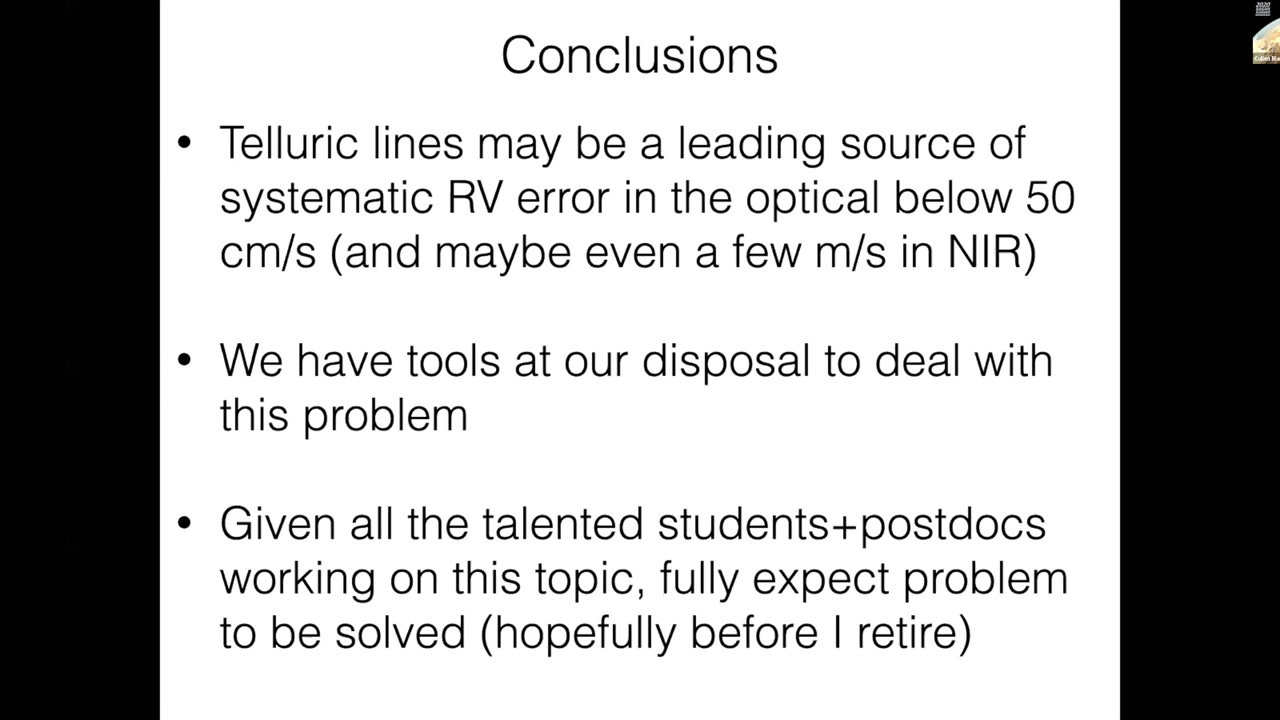 Conclusions
• Telluric lines may be a leading source of
systematic RV error in the optical below 50
cm/s (and maybe even a few m/s in NIR)
• We have tools at our disposal to deal with
this problem
• Given all the talented students+postdocs
working on this topic, fully expect problem
to be solved (hopefully before I retire)